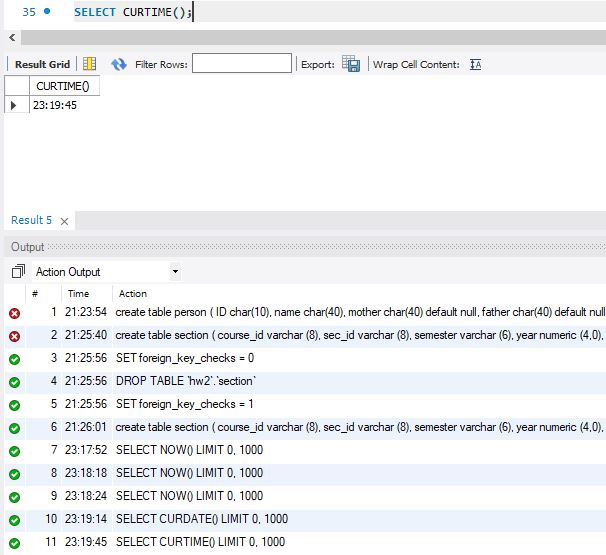 35 SELECT CURTIME();
Result Grid Filter Rows: Export: Wrap Cell Content:
CURTIME()
23:19:45
Result 5
Output
Action Output
# Time Action
1 21:23:54 create table person ( ID char(10), name char(40), mother char(40) default null, father char(40) default null
2 21:25:40 create table section ( course_id varchar (8), sec_id varchar (8), semester varchar (6), year numeric (4,0),
3 21:25:56 SET foreign_key_checks = 0
4 21:25:56 DROP TABLE `hw2`.`section`
5 21:25:56 SET foreign_key_checks = 1
6 21:26:01 create table section ( course_id varchar (8), sec_id varchar (8), semester varchar (6), year numeric (4,0),
7 23:17:52 SELECT NOW() LIMIT 0, 1000
8 23:18:18 SELECT NOW() LIMIT 0, 1000
9 23:18:24 SELECT NOW() LIMIT 0, 1000
10 23:19:14 SELECT CURDATE() LIMIT 0, 1000
11 23:19:45 SELECT CURTIME() LIMIT 0, 1000